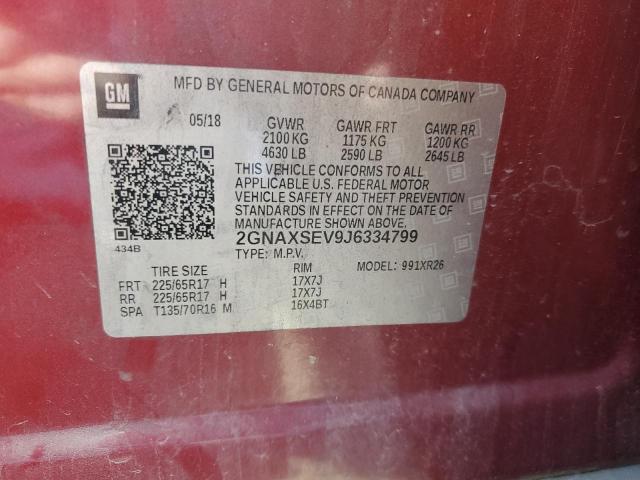 GM
MFD BY GENERAL MOTORS OF CANADA COMPANY
05/18 GVWR GAWR FRT GAWR RR
2100 KG 1175 KG 1200 KG
4630 LB 2590 LB 2645 LB
THIS VEHICLE CONFORMS TO ALL
APPLICABLE U.S. FEDERAL MOTOR
VEHICLE SAFETY AND THEFT PREVENTION
STANDARDS IN EFFECT ON THE DATE OF
MANUFACTURE SHOWN ABOVE.
434B 2GNAXSEV9J6334799
TYPE: M.P.V. MODEL: 991XR26
TIRE SIZE RIM
FRT 225/65R17 H 17X7J
RR 225/65R17 H 17X7J
SPA T135/70R16 M 16X4BT